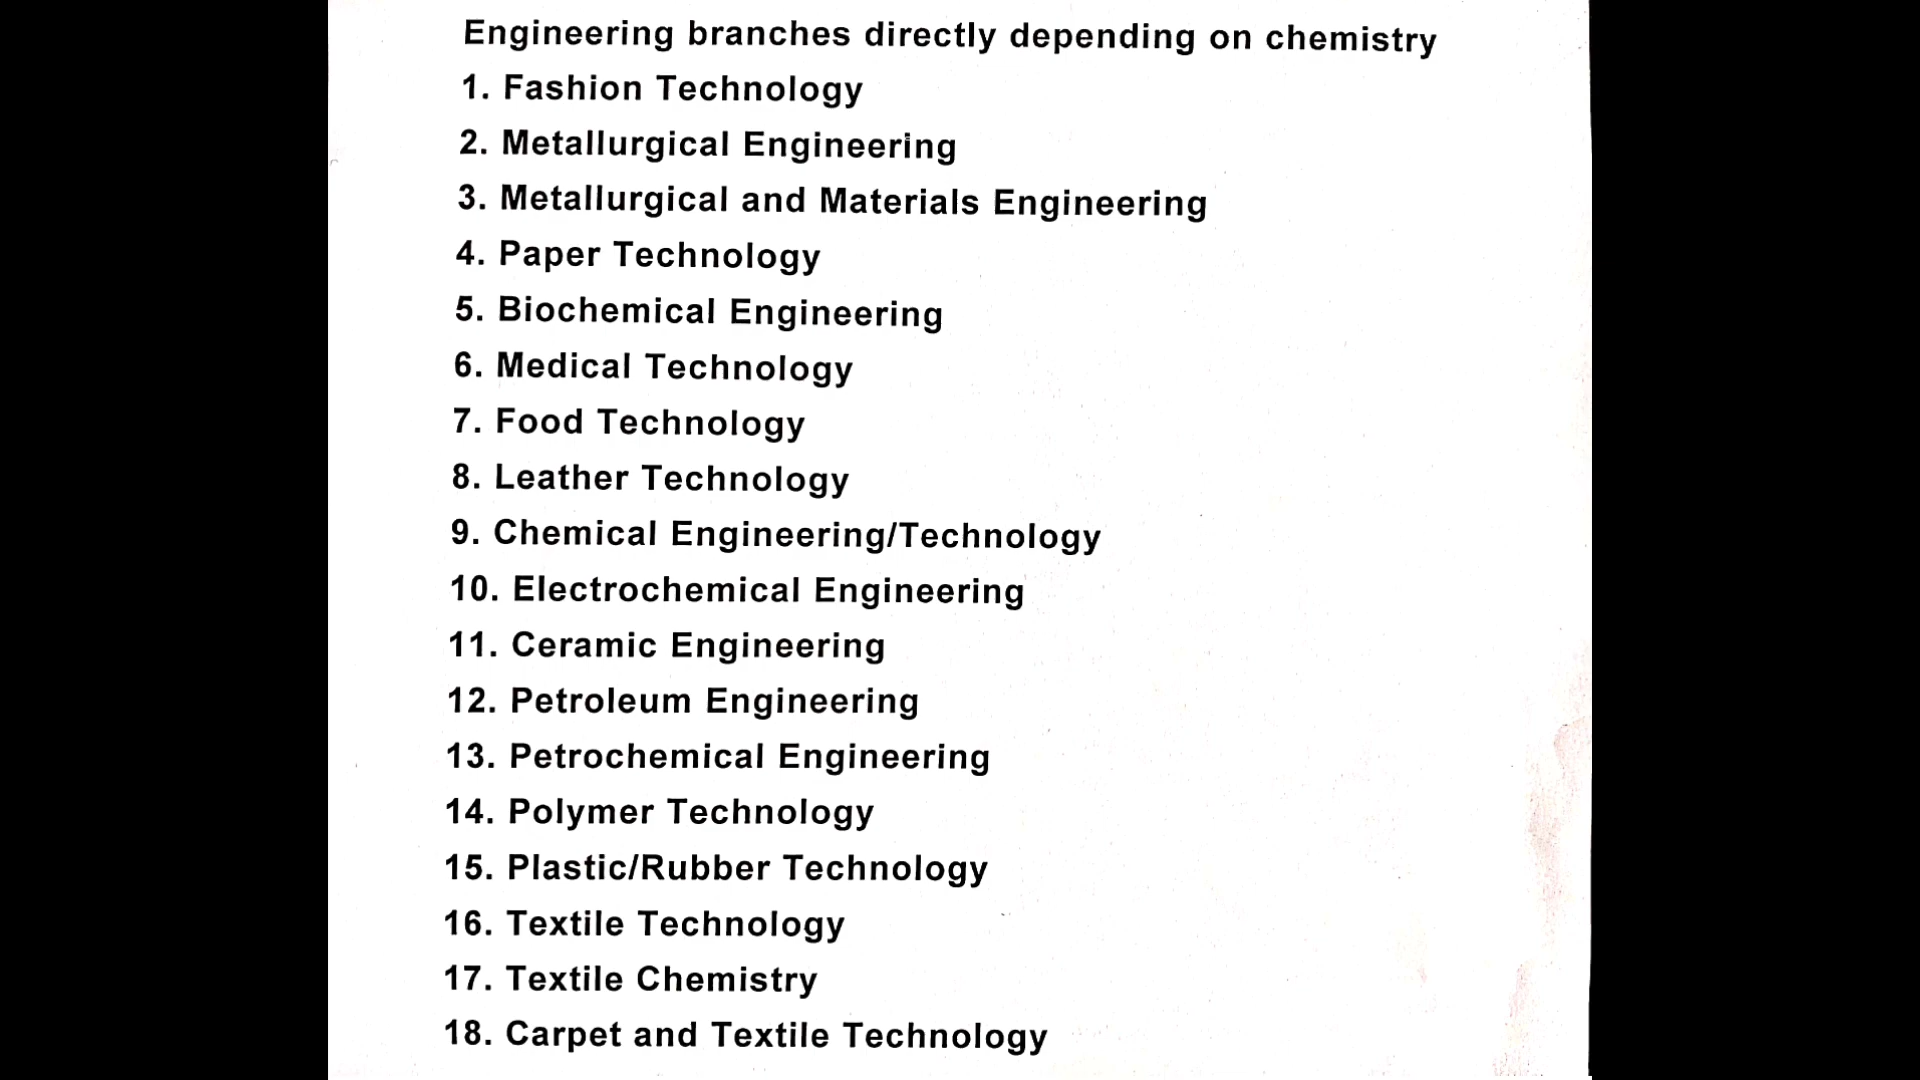 Engineering branches directly depending on chemistry
1. Fashion Technology
2. Metallurgical Engineering
3. Metallurgical and Materials Engineering
4. Paper Technology
5. Biochemical Engineering
6. Medical Technology
7. Food Technology
8. Leather Technology
9. Chemical Engineering/Technology
10. Electrochemical Engineering
11. Ceramic Engineering
12. Petroleum Engineering
13. Petrochemical Engineering
14. Polymer Technology
15. Plastic/Rubber Technology
16. Textile Technology
17. Textile Chemistry
18. Carpet and Textile Technology